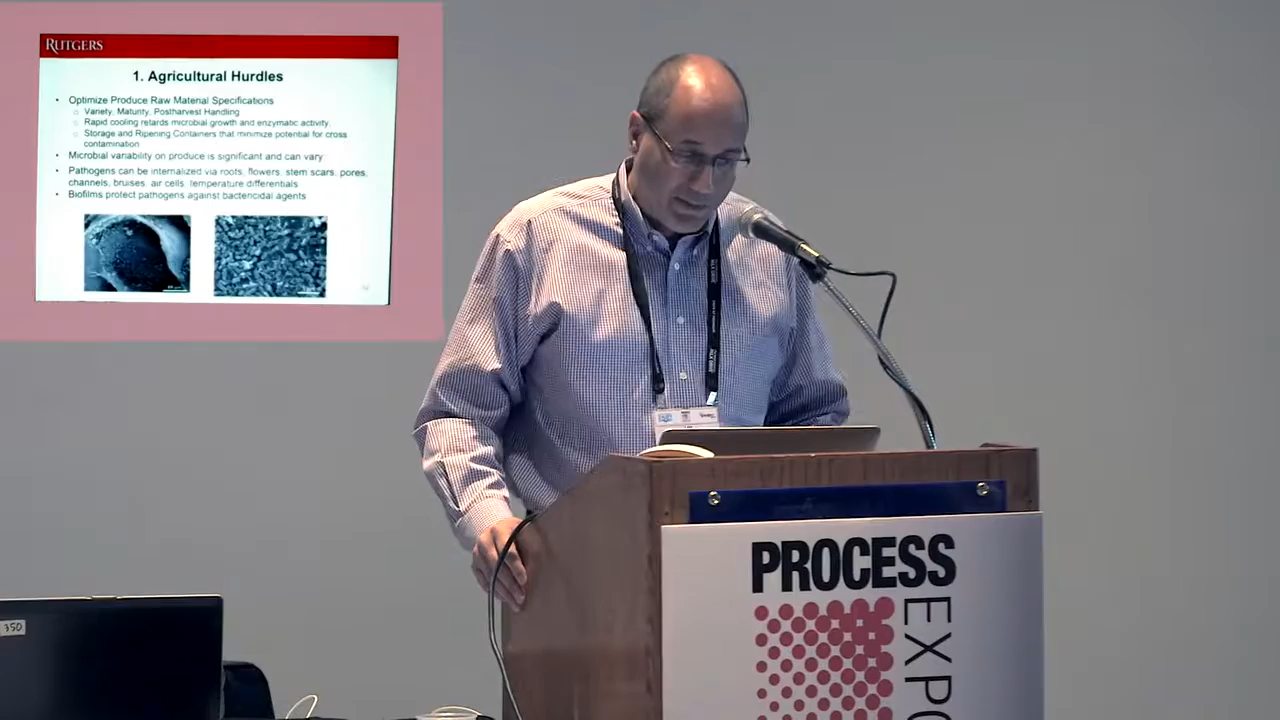 RUTGERS
1. Agricultural Hurdles
• Optimize Produce Raw Material Specifications
○ Variety, Maturity, Postharvest Handling
○ Rapid cooling retards microbial growth and enzymatic activity.
○ Storage and Ripening Containers that minimize potential for cross
contamination
• Microbial variability on produce is significant and can vary
• Pathogens can be internalized via roots, flowers, stem scars, pores,
channels, bruises, air cells, temperature differentials
• Biofilms protect pathogens against bactericidal agents
350
PROCESS
EXPO